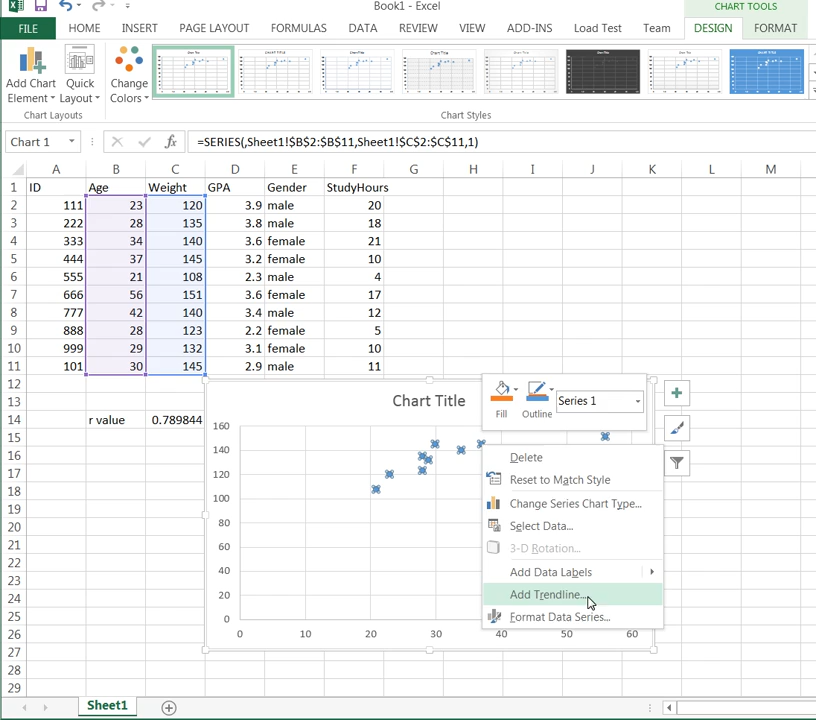 Book1 - Excel
CHART TOOLS
FILE HOME INSERT PAGE LAYOUT FORMULAS DATA REVIEW VIEW ADD-INS Load Test Team DESIGN FORMAT
Add Chart Quick Change
Element Layout Colors
Chart Layouts Chart Styles
Chart 1 fx =SERIES(,Sheet1!$B$2:$B$11,Sheet1!$C$2:$C$11,1)
A B C D E F G H I J K L M
1 ID Age Weight GPA Gender StudyHours
2 111 23 120 3.9 male 20
3 222 28 135 3.8 male 18
4 333 34 140 3.6 female 21
5 444 37 145 3.2 female 10
6 555 21 108 2.3 male 4
7 666 56 151 3.6 female 17
8 777 42 140 3.4 male 12
9 888 28 123 2.2 female 5
10 999 29 132 3.1 female 10
11 101 30 145 2.9 male 11
12
13 Chart Title Fill Outline Series 1
14 r value 0.789844
15 160
16 140 Delete
17 120 Reset to Match Style
18 100 Change Series Chart Type...
19 80 Select Data...
20 60 3-D Rotation...
21 40 Add Data Labels
22 20 Add Trendline...
23 0 Format Data Series...
24 0 10 20 30 40 50 60
25
26
27
28
29
Sheet1